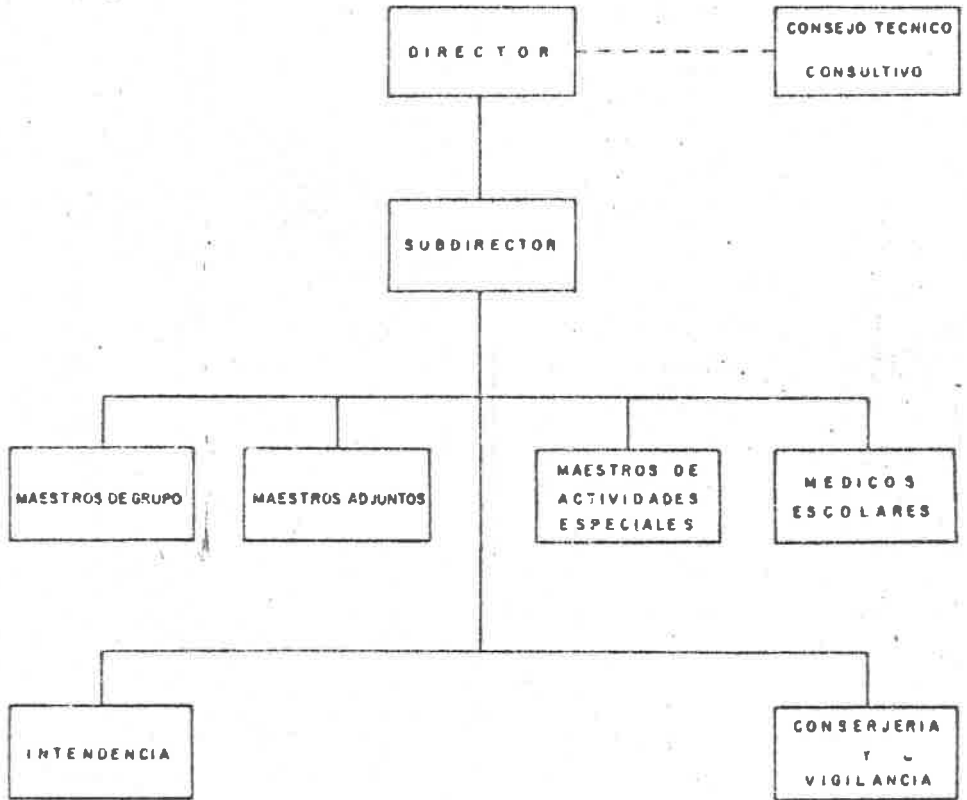 DIRECTOR
CONSEJO TECNICO
CONSULTIVO
SUBDIRECTOR
MAESTROS DE GRUPO
MAESTROS ADJUNTOS
MAESTROS DE
ACTIVIDADES
ESPECIALES
MEDICOS
ESCOLARES
INTENDENCIA
CONSERJERIA
Y
VIGILANCIA